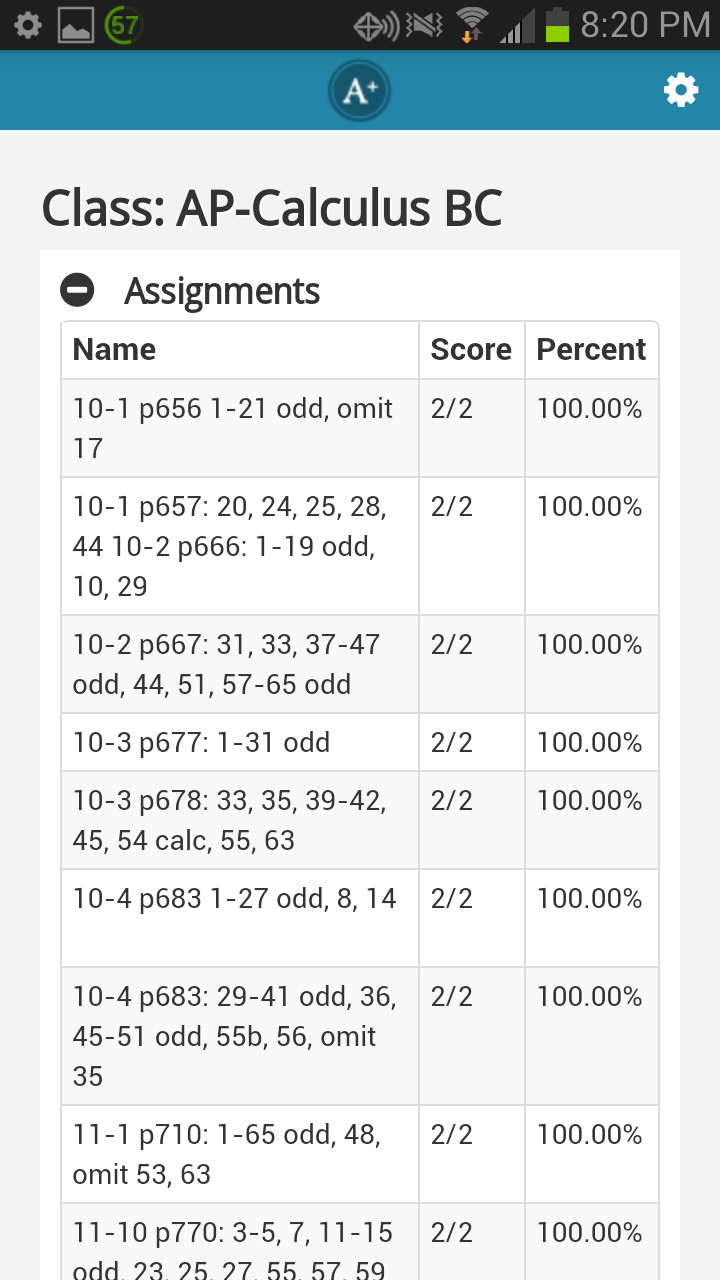 57
8:20 PM
A+
Class: AP-Calculus BC
Assignments
Name Score Percent
10-1 p656 1-21 odd, omit 2/2 100.00%
17
10-1 p657: 20, 24, 25, 28, 2/2 100.00%
44 10-2 p666: 1-19 odd,
10, 29
10-2 p667: 31, 33, 37-47 2/2 100.00%
odd, 44, 51, 57-65 odd
10-3 p677: 1-31 odd 2/2 100.00%
10-3 p678: 33, 35, 39-42, 2/2 100.00%
45, 54 calc, 55, 63
10-4 p683 1-27 odd, 8, 14 2/2 100.00%
10-4 p683: 29-41 odd, 36, 2/2 100.00%
45-51 odd, 55b, 56, omit
35
11-1 p710: 1-65 odd, 48, 2/2 100.00%
omit 53, 63
11-10 p770: 3-5, 7, 11-15 2/2 100.00%
odd, 23, 25, 27, 55, 57, 59